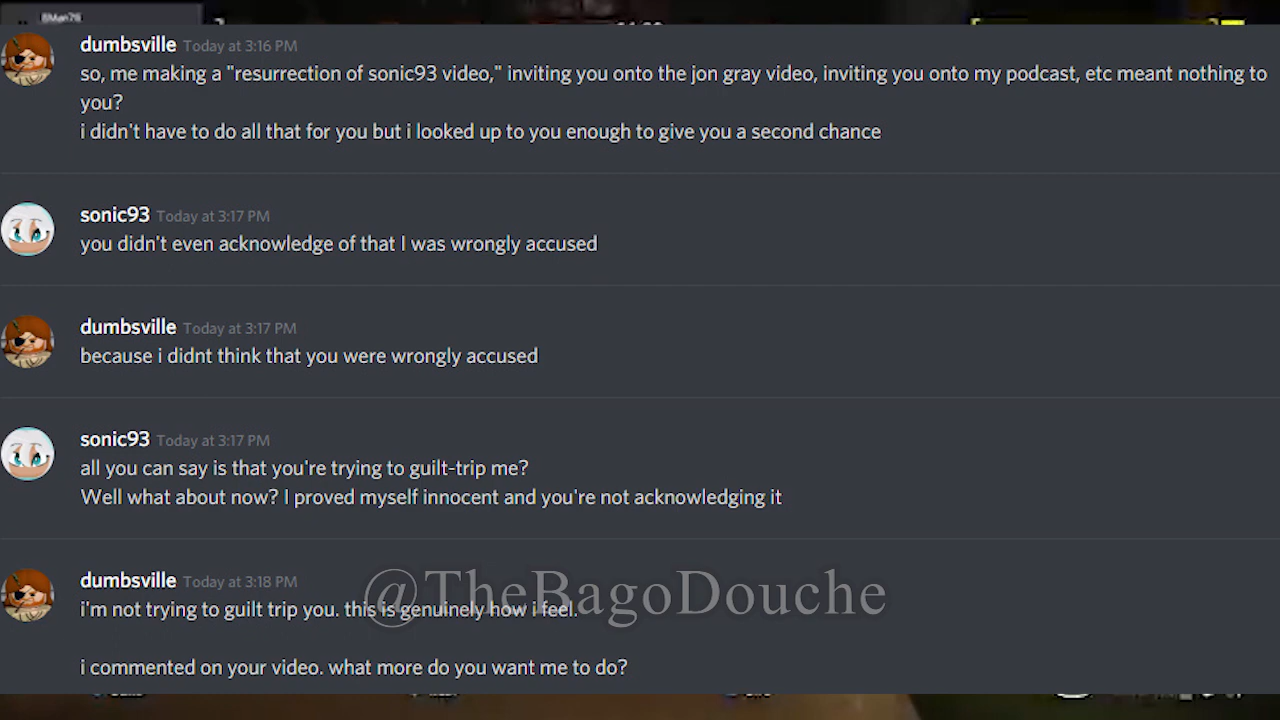 BMan78
dumbsville Today at 3:16 PM
so, me making a "resurrection of sonic93 video," inviting you onto the jon gray video, inviting you onto my podcast, etc meant nothing to
you?
i didn't have to do all that for you but i looked up to you enough to give you a second chance
sonic93 Today at 3:17 PM
you didn't even acknowledge of that I was wrongly accused
dumbsville Today at 3:17 PM
because i didnt think that you were wrongly accused
sonic93 Today at 3:17 PM
all you can say is that you're trying to guilt-trip me?
Well what about now? I proved myself innocent and you're not acknowledging it
dumbsville Today at 3:18 PM
@TheBagoDouche
i'm not trying to guilt trip you. this is genuinely how i feel.
i commented on your video. what more do you want me to do?